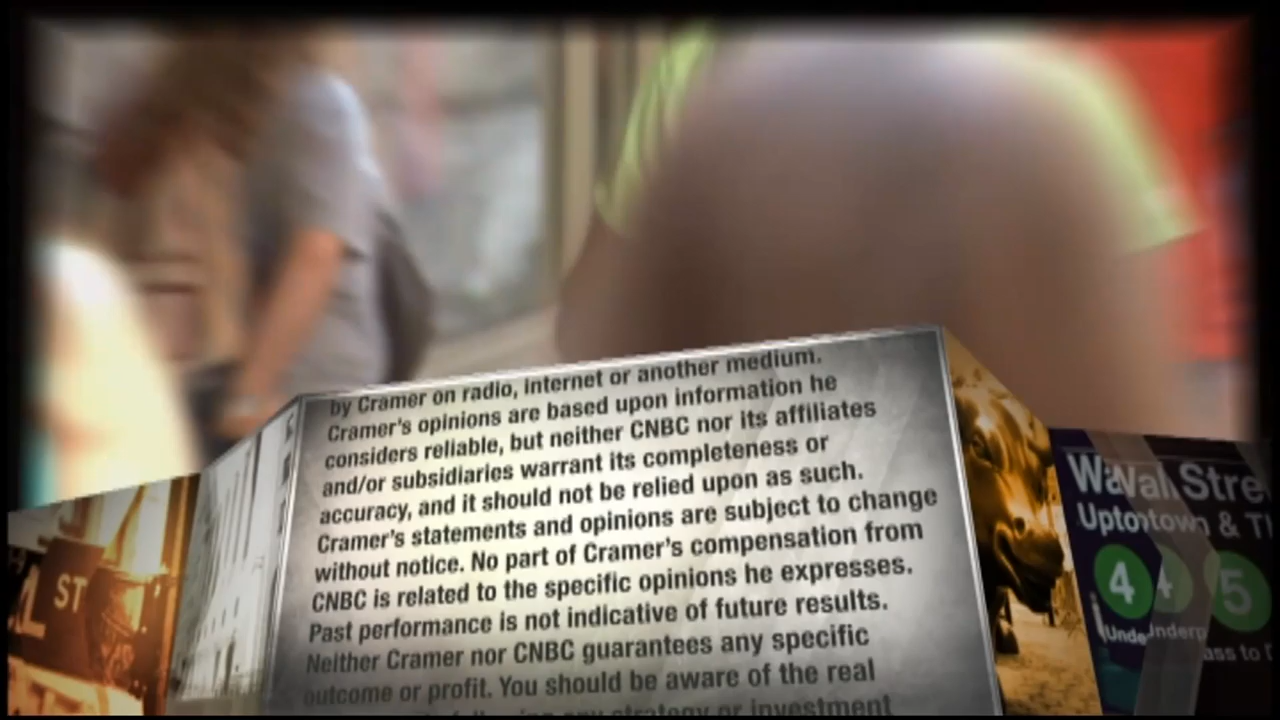 by Cramer on radio, internet or another medium.
Cramer's opinions are based upon information he
considers reliable, but neither CNBC nor its affiliates
and/or subsidiaries warrant its completeness or
accuracy, and it should not be relied upon as such.
Cramer's statements and opinions are subject to change
without notice. No part of Cramer's compensation from
CNBC is related to the specific opinions he expresses.
Past performance is not indicative of future results.
Neither Cramer nor CNBC guarantees any specific
outcome or profit. You should be aware of the real
following any strategy or investment
ST
Wall
Uptown & 
4
5